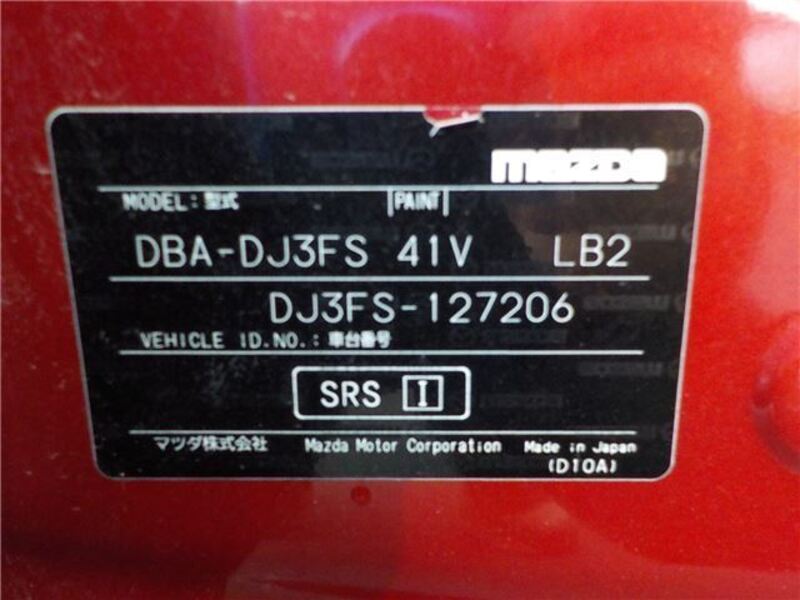 mazda
MODEL: 型式 PAINT
DBA-DJ3FS 41V LB2
DJ3FS-127206
VEHICLE ID.NO.: 車台番号
SRS I
マツダ株式会社 Mazda Motor Corporation Made in Japan
(D10A)